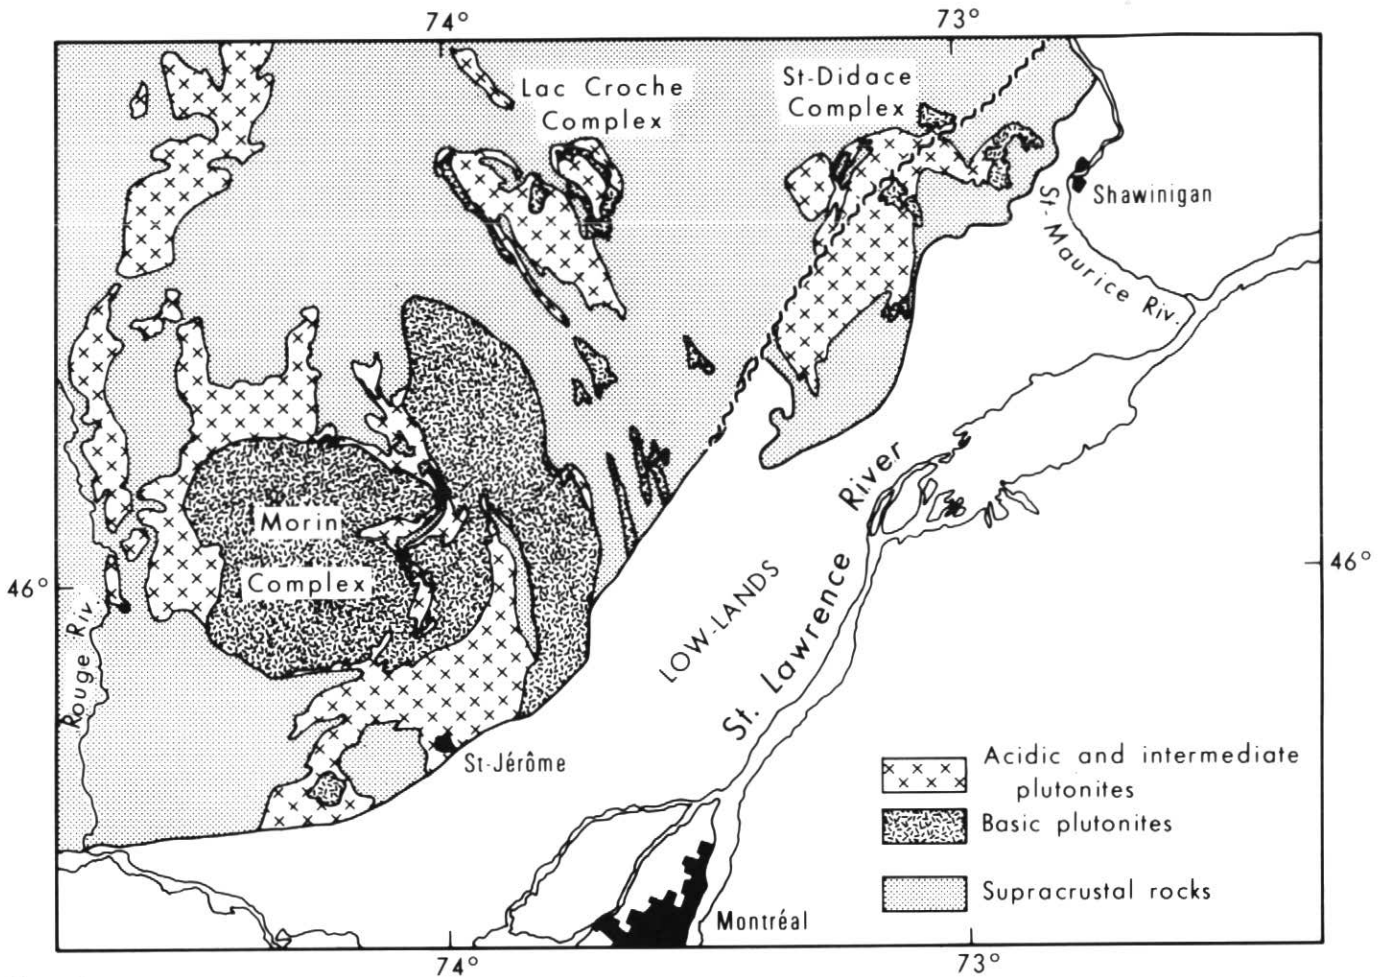 74°
73°
Lac Croche
Complex
St-Didace
Complex
Shawinigan
St-Maurice Riv.
Morin
Complex
46°
46°
Rouge Riv.
LOW-LANDS
St. Lawrence River
St-Jérôme
Acidic and intermediate
plutonites
Basic plutonites
Supracrustal rocks
Montréal
74°
73°